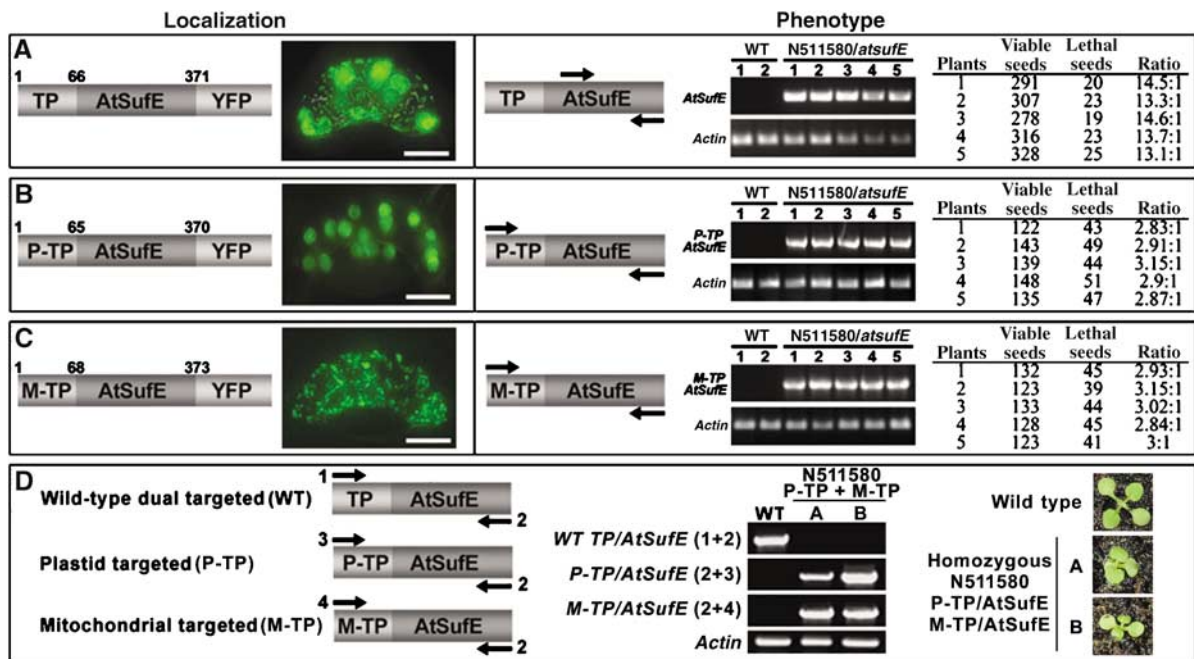 Localization
Phenotype
A
1 66 371
TP AtSufE YFP
TP AtSufE
WT N511580/atsufE
1 2 1 2 3 4 5
AtSufE
Actin
Plants Viable seeds Lethal seeds Ratio
1 291 20 14.5:1
2 307 23 13.3:1
3 278 19 14.6:1
4 316 23 13.7:1
5 328 25 13.1:1
B
1 65 370
P-TP AtSufE YFP
P-TP AtSufE
WT N511580/atsufE
1 2 1 2 3 4 5
P-TP
AtSufE
Actin
Plants Viable seeds Lethal seeds Ratio
1 122 43 2.83:1
2 143 49 2.91:1
3 139 44 3.15:1
4 148 51 2.9:1
5 135 47 2.87:1
C
1 68 373
M-TP AtSufE YFP
M-TP AtSufE
WT N511580/atsufE
1 2 1 2 3 4 5
M-TP
AtSufE
Actin
Plants Viable seeds Lethal seeds Ratio
1 132 45 2.93:1
2 123 39 3.15:1
3 133 44 3.02:1
4 128 45 2.84:1
5 123 41 3:1
D
Wild-type dual targeted (WT)
1
TP AtSufE
2
Plastid targeted (P-TP)
3
P-TP AtSufE
2
Mitochondrial targeted (M-TP)
4
M-TP AtSufE
2
N511580
P-TP + M-TP
WT A B
WT TP/AtSufE (1+2)
P-TP/AtSufE (2+3)
M-TP/AtSufE (2+4)
Actin
Wild type
Homozygous
N511580
P-TP/AtSufE
M-TP/AtSufE
A
B